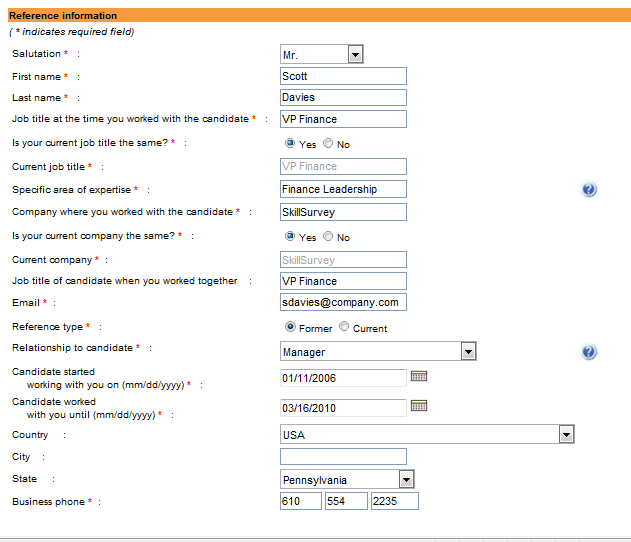 Reference information
( * indicates required field)
Salutation * : Mr.
First name * : Scott
Last name * : Davies
Job title at the time you worked with the candidate * : VP Finance
Is your current job title the same? * : Yes No
Current job title * : VP Finance
Specific area of expertise * : Finance Leadership ?
Company where you worked with the candidate * : SkillSurvey
Is your current company the same? * : Yes No
Current company * : SkillSurvey
Job title of candidate when you worked together : VP Finance
Email * : sdavies@company.com
Reference type * : Former Current
Relationship to candidate * : Manager ?
Candidate started
working with you on (mm/dd/yyyy) * : 01/11/2006
Candidate worked
with you until (mm/dd/yyyy) * : 03/16/2010
Country : USA
City :
State : Pennsylvania
Business phone * : 610 554 2235